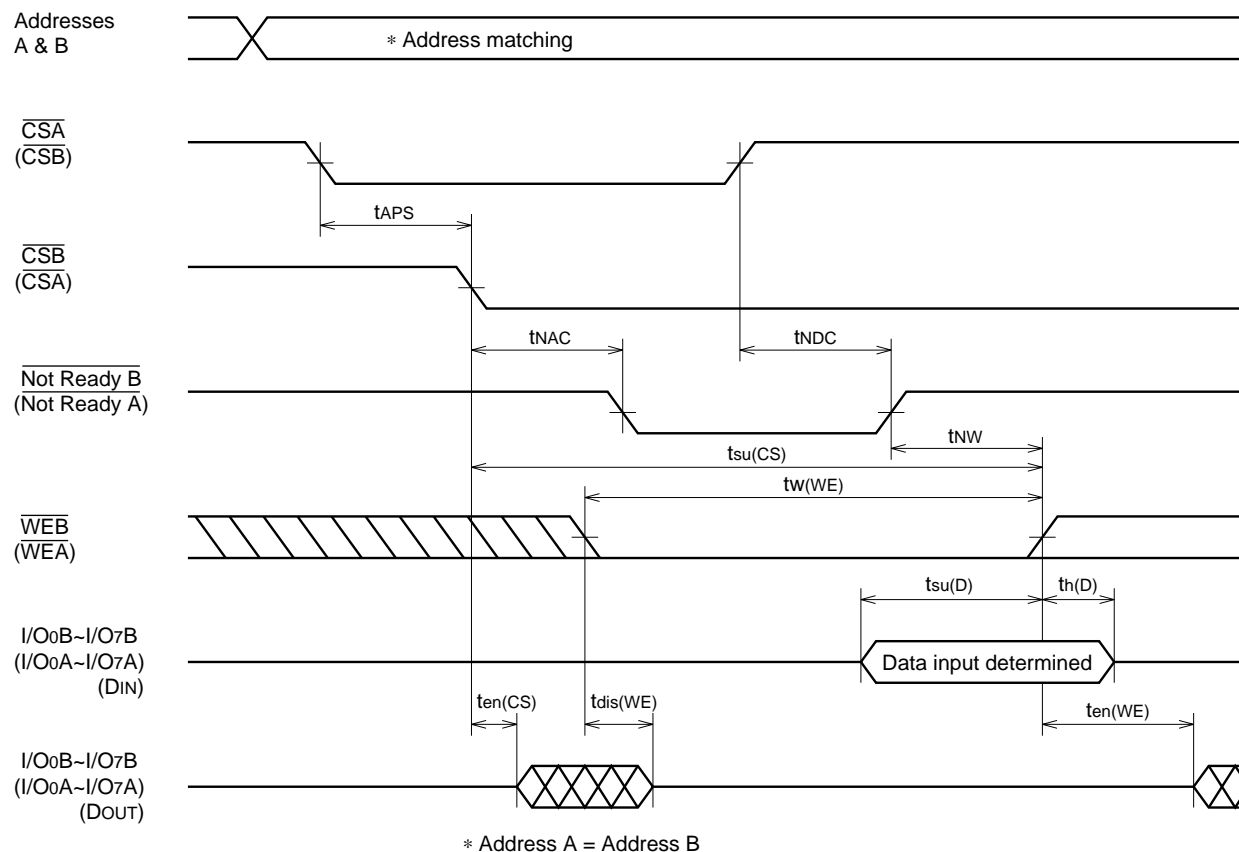 Addresses
A & B
* Address matching
CSA
(CSB)
tAPS
CSB
(CSA)
tNAC
tNDC
Not Ready B
(Not Ready A)
tNW
tsu(CS)
tw(WE)
WEB
(WEA)
tsu(D)
th(D)
I/O0B~I/O7B
(I/O0A~I/O7A)
(DIN)
Data input determined
ten(CS)
tdis(WE)
ten(WE)
I/O0B~I/O7B
(I/O0A~I/O7A)
(DOUT)
* Address A = Address B